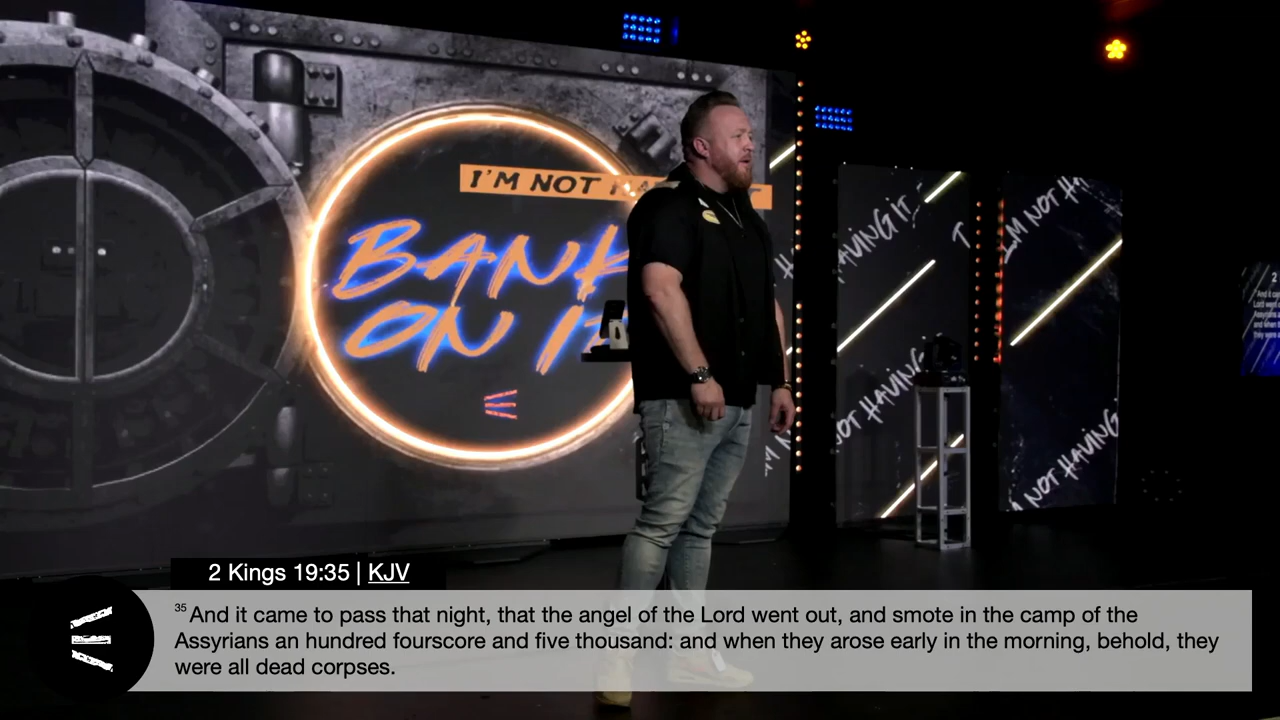 I'M NOT
BANK
ON IT
HAVING IT
T
I'M NOT HA
NOT HAVING
I'M NOT HAVING
2 Kings 19:35 | KJV
35 And it came to pass that night, that the angel of the Lord went out, and smote in the camp of the
Assyrians an hundred fourscore and five thousand: and when they arose early in the morning, behold, they
were all dead corpses.